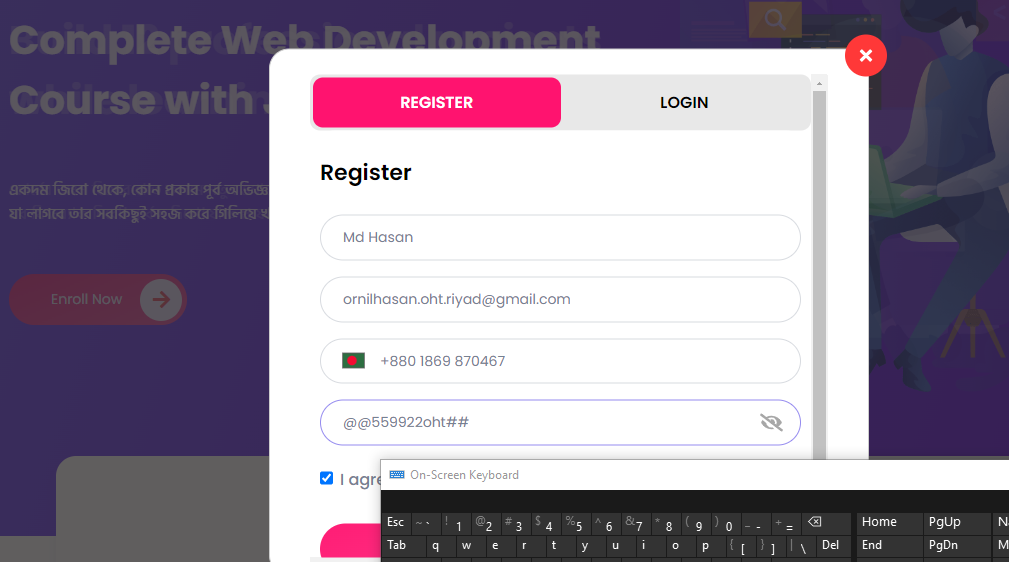 Complete Web Development
Course with
একদম জিরো থেকে, কোন প্রকার পূর্ব অভিজ্ঞ
যা লাগবে তার সবকিছুই সহজ করে গিলিয়ে খ
Enroll Now
REGISTER LOGIN
Register
Md Hasan
ornilhasan.oht.riyad@gmail.com
+880 1869 870467
@@559922oht##
I agre
On-Screen Keyboard
Esc ~ ` ! 1 @ 2 # 3 $ 4 % 5 ^ 6 & 7 * 8 ( 9 ) 0 _ - + = Home PgUp
Tab q w e r t y u i o p { [ } ] | \ Del End PgDn